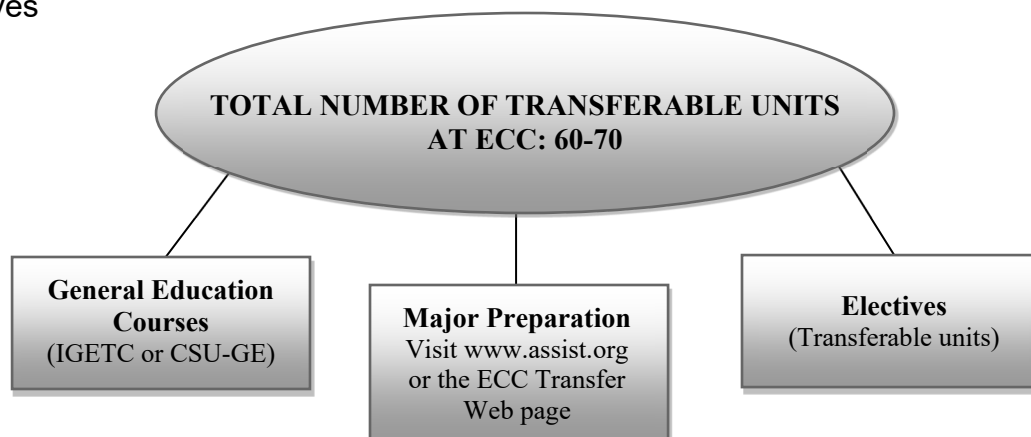 TOTAL NUMBER OF TRANSFERABLE UNITS
AT ECC: 60-70
General Education
Courses
(IGETC or CSU-GE)
Major Preparation
Visit www.assist.org
or the ECC Transfer
Web page
Electives
(Transferable units)